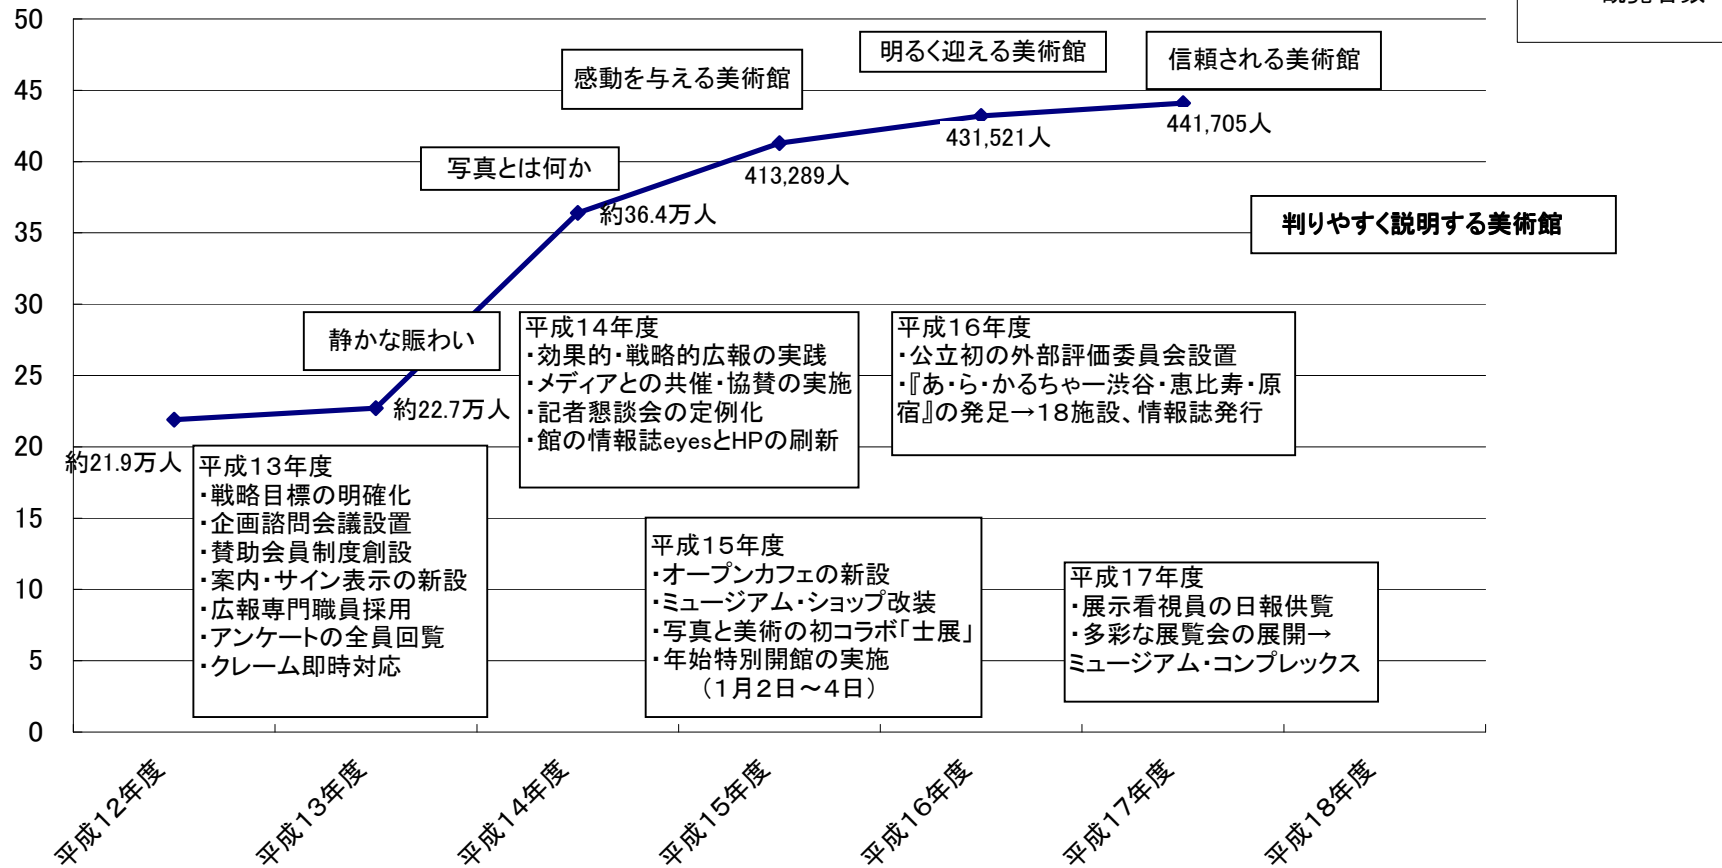 50
45
40
35
30
25
20
15
10
5
0
感動を与える美術館
明るく迎える美術館
信頼される美術館
写真とは何か
静かな賑わい
判りやすく説明する美術館
約21.9万人
約22.7万人
約36.4万人
413,289人
431,521人
441,705人
平成13年度
・戦略目標の明確化
・企画諮問会議設置
・賛助会員制度創設
・案内・サイン表示の新設
・広報専門職員採用
・アンケートの全員回覧
・クレーム即時対応
平成14年度
・効果的・戦略的広報の実践
・メディアとの共催・協賛の実施
・記者懇談会の定例化
・館の情報誌eyesとHPの刷新
平成15年度
・オープンカフェの新設
・ミュージアム・ショップ改装
・写真と美術の初コラボ「士展」
・年始特別開館の実施
（1月2日～4日）
平成16年度
・公立初の外部評価委員会設置
・『あ・ら・かるちゃー渋谷・恵比寿・原
宿』の発足→18施設、情報誌発行
平成17年度
・展示看視員の日報供覧
・多彩な展覧会の展開→
ミュージアム・コンプレックス
平成12年度
平成13年度
平成14年度
平成15年度
平成16年度
平成17年度
平成18年度